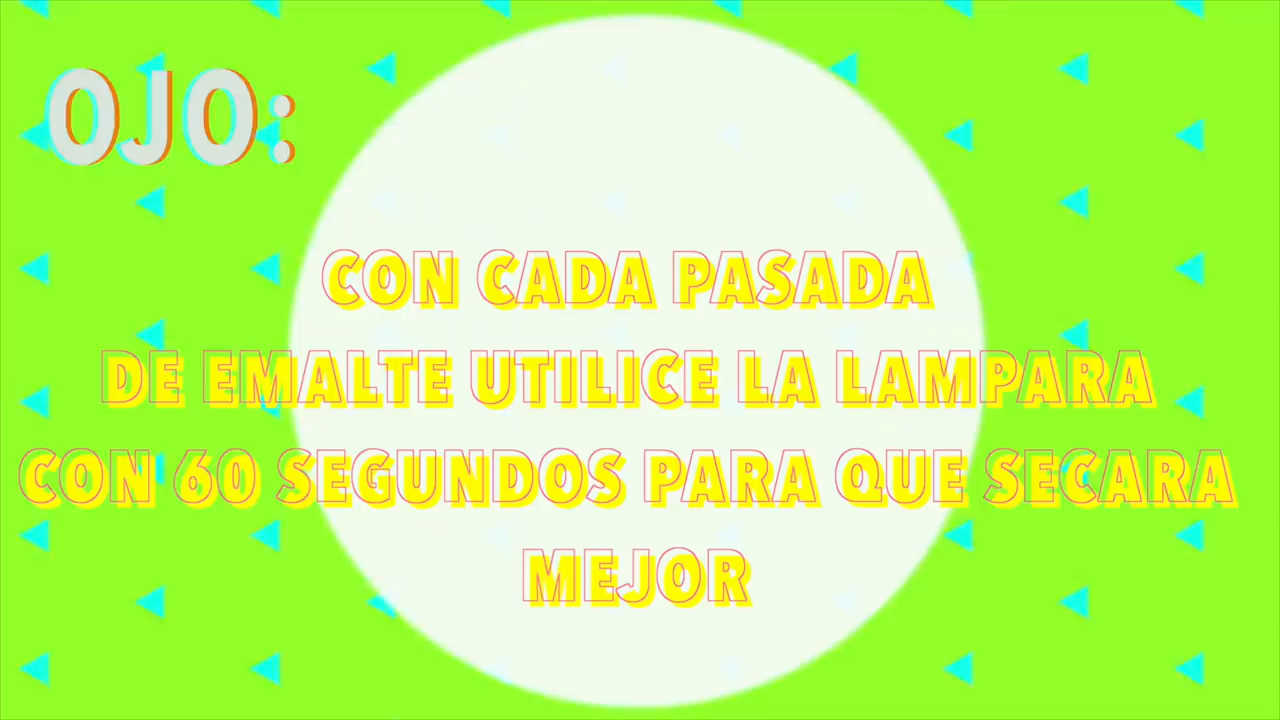 OJO:
CON CADA PASADA
DE EMALTE UTILICE LA LAMPARA
CON 60 SEGUNDOS PARA QUE SECARA
MEJOR